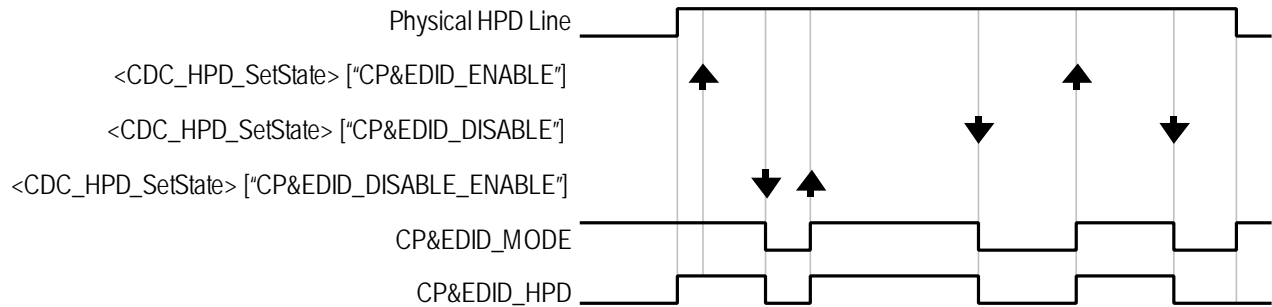 Physical HPD Line
<CDC_HPD_SetState> [“CP&EDID_ENABLE”]
<CDC_HPD_SetState> [“CP&EDID_DISABLE”]
<CDC_HPD_SetState> [“CP&EDID_DISABLE_ENABLE”]
CP&EDID_MODE
CP&EDID_HPD